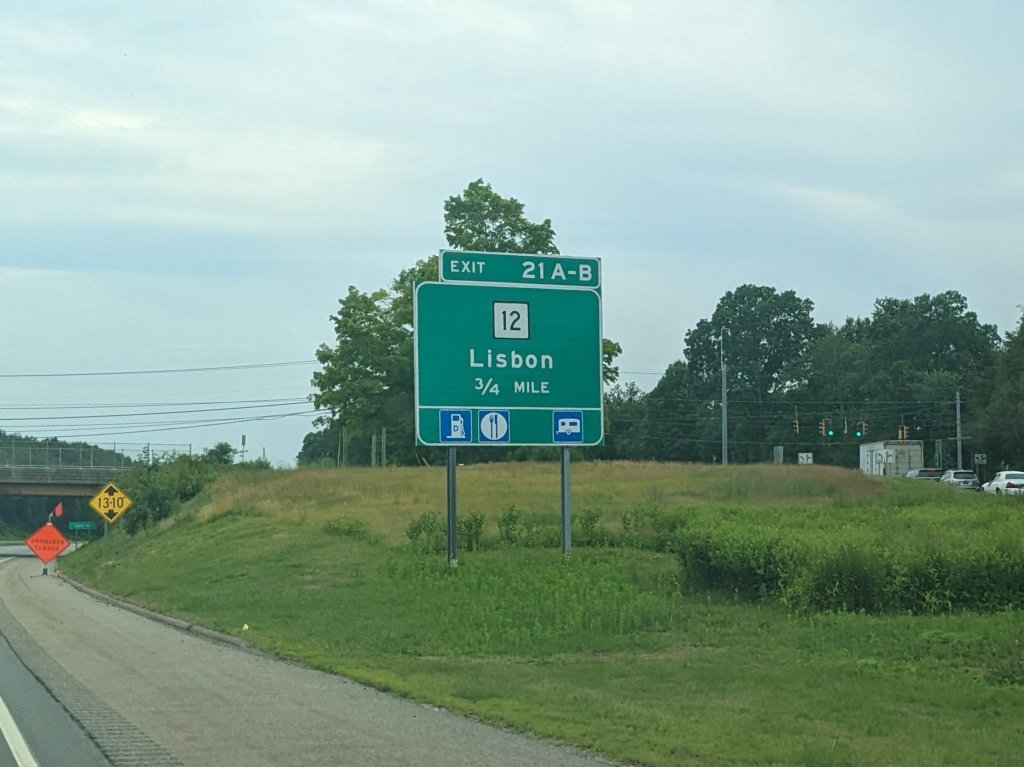 EXIT 21 A-B
12
Lisbon
3/4 MILE
D
13'-10"
SHOULDER
CLOSED